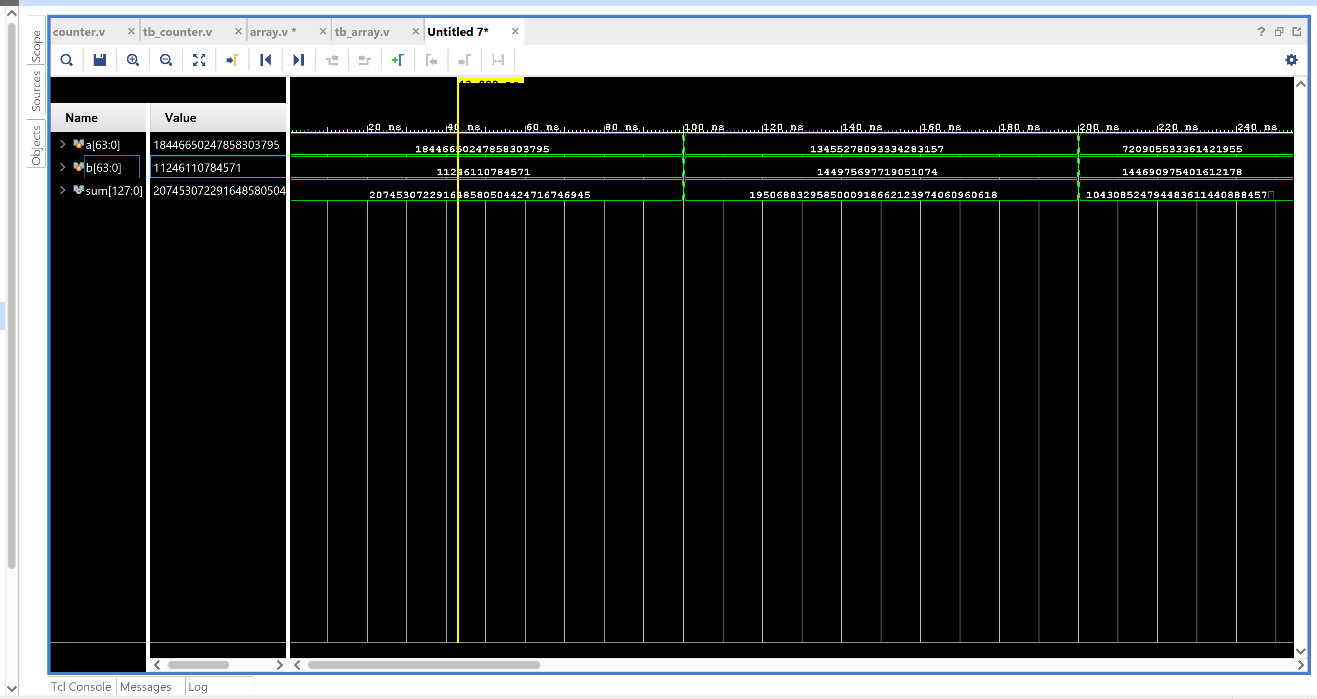 counter.v × tb_counter.v × array.v * × tb_array.v × Untitled 7* × ?
Scope
Sources
Objects
Name Value
20 ns 40 ns 60 ns 80 ns 100 ns 120 ns 140 ns 160 ns 180 ns 200 ns 220 ns 240 ns
a[63:0] 18446650247858303795 18446650247858303795 13455278093334283157 720905533361421955
b[63:0] 11246110784571 11246110784571 144975697719051074 144690975401612178
sum[127:0] 207453072291648580504 207453072291648580504424716746945 1950688329585000918662123974060960618 104308524794483611440888457
Tcl Console Messages Log